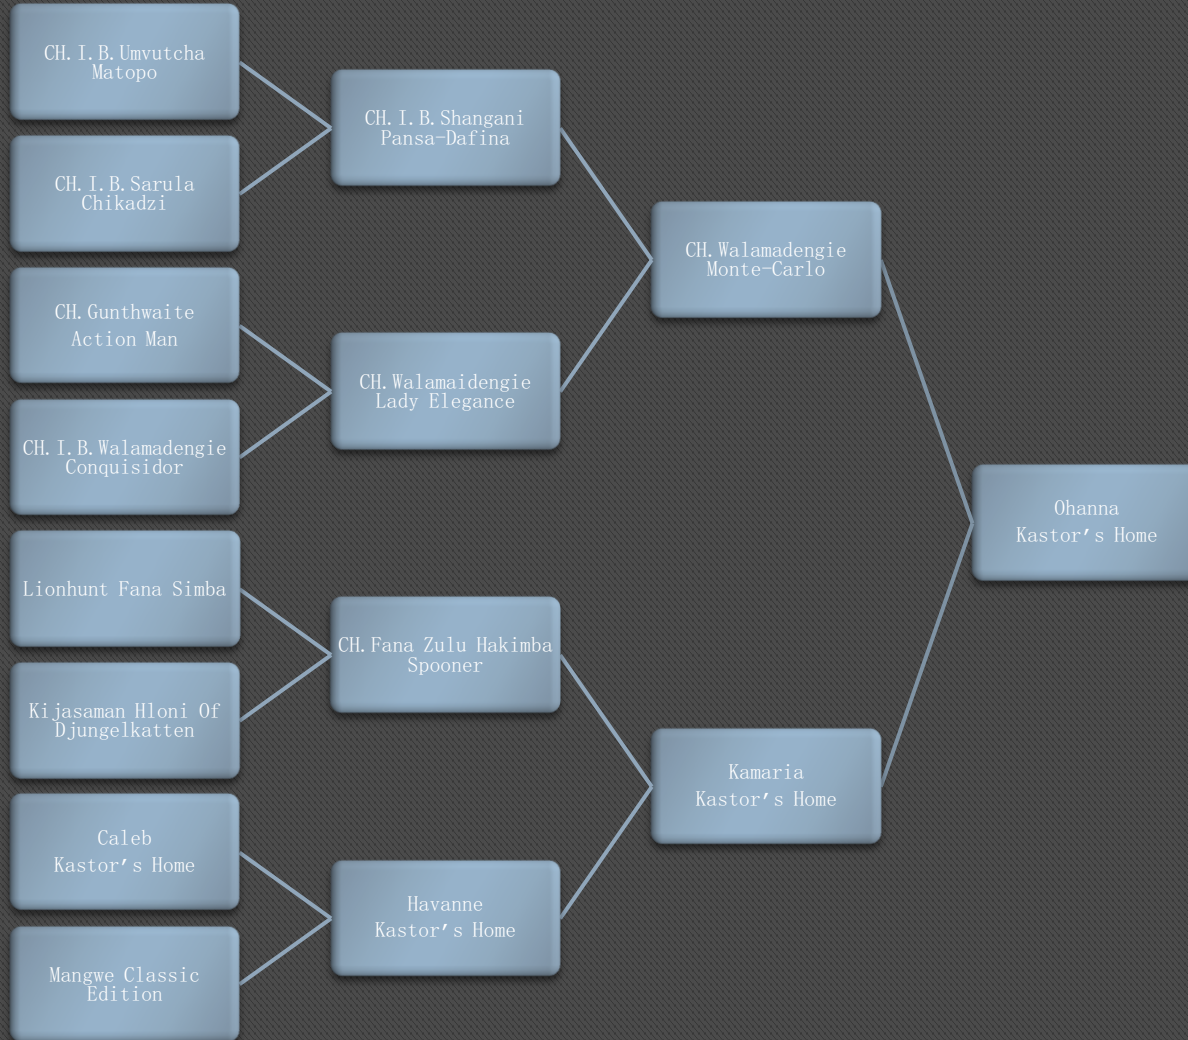 CH.I.B.Umvutcha
Matopo
CH.I.B.Sarula
Chikadzi
CH.Gunthwaite
Action Man
CH.I.B.Walamadengie
Conquisidor
Lionhunt Fana Simba
Kijasaman Hloni Of
Djungelkatten
Caleb
Kastor's Home
Mangwe Classic
Edition
CH.I.B.Shangani
Pansa-Dafina
CH.Walamaidengie
Lady Elegance
CH.Fana Zulu Hakimba
Spooner
Havanne
Kastor's Home
CH.Walamadengie
Monte-Carlo
Kamaria
Kastor's Home
Ohanna
Kastor's Home